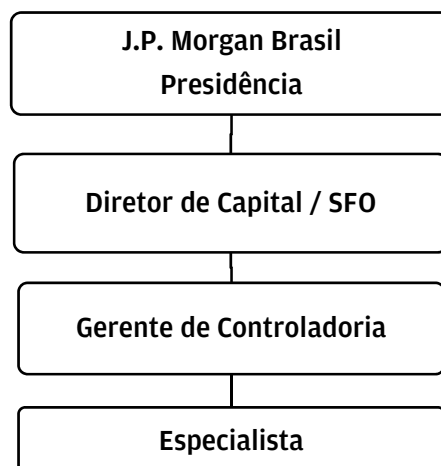 J.P. Morgan Brasil
Presidência
Diretor de Capital / SFO
Gerente de Controladoria
Especialista